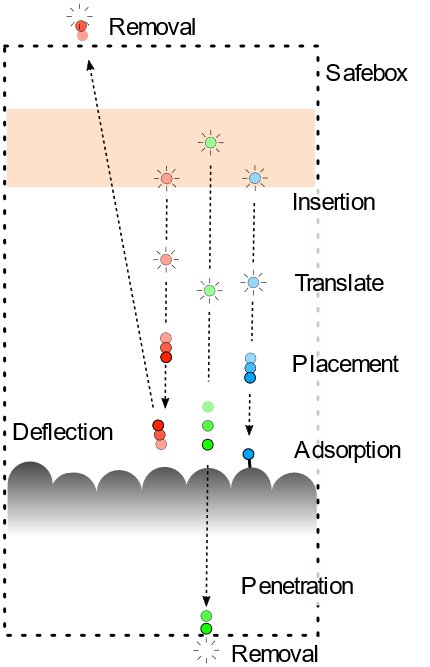 Removal
Safebox
Insertion
Translate
Placement
Deflection
Adsorption
Penetration
Removal